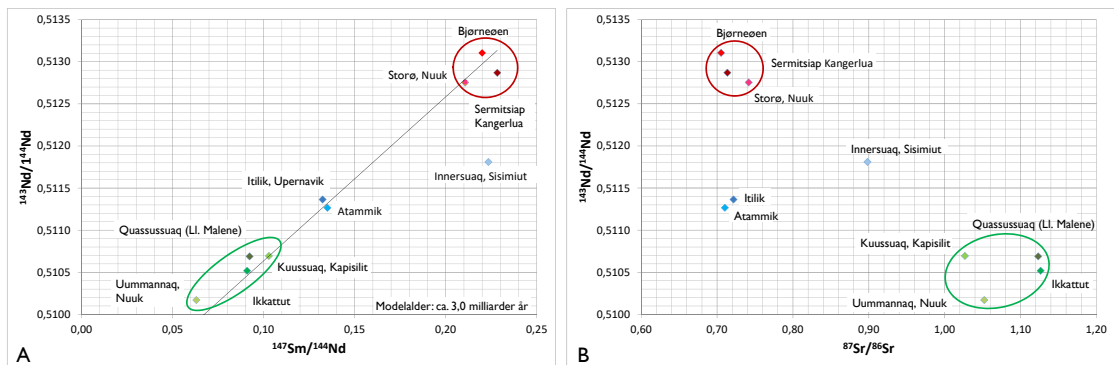 0,5135
0,5130
0,5125
0,5120
0,5115
0,5110
0,5105
0,5100
¹⁴³Nd/1⁴⁴Nd
Bjørneøen
Storø, Nuuk
Sermitsiap
Kangerlua
Innersuaq, Sisimiut
Itilik, Upernavik
Atammik
Quassussuaq (Ll. Malene)
Kuussuaq, Kapisilit
Uummannaq,
Nuuk
Ikkattut
Modelalder: ca. 3,0 milliarder år
0,00
0,05
0,10
0,15
0,20
0,25
A
¹⁴⁷Sm/¹⁴⁴Nd
0,5135
0,5130
0,5125
0,5120
0,5115
0,5110
0,5105
0,5100
¹⁴³Nd/¹⁴⁴Nd
Bjørneøen
Sermitsiap Kangerlua
Storø, Nuuk
Innersuaq, Sisimiut
Itilik
Atammik
Quassussuaq (Ll. Malene)
Kuussuaq, Kapisilit
Ikkattut
Uummannaq, Nuuk
0,60
0,70
0,80
0,90
1,00
1,10
1,20
B
⁸⁷Sr/⁸⁶Sr